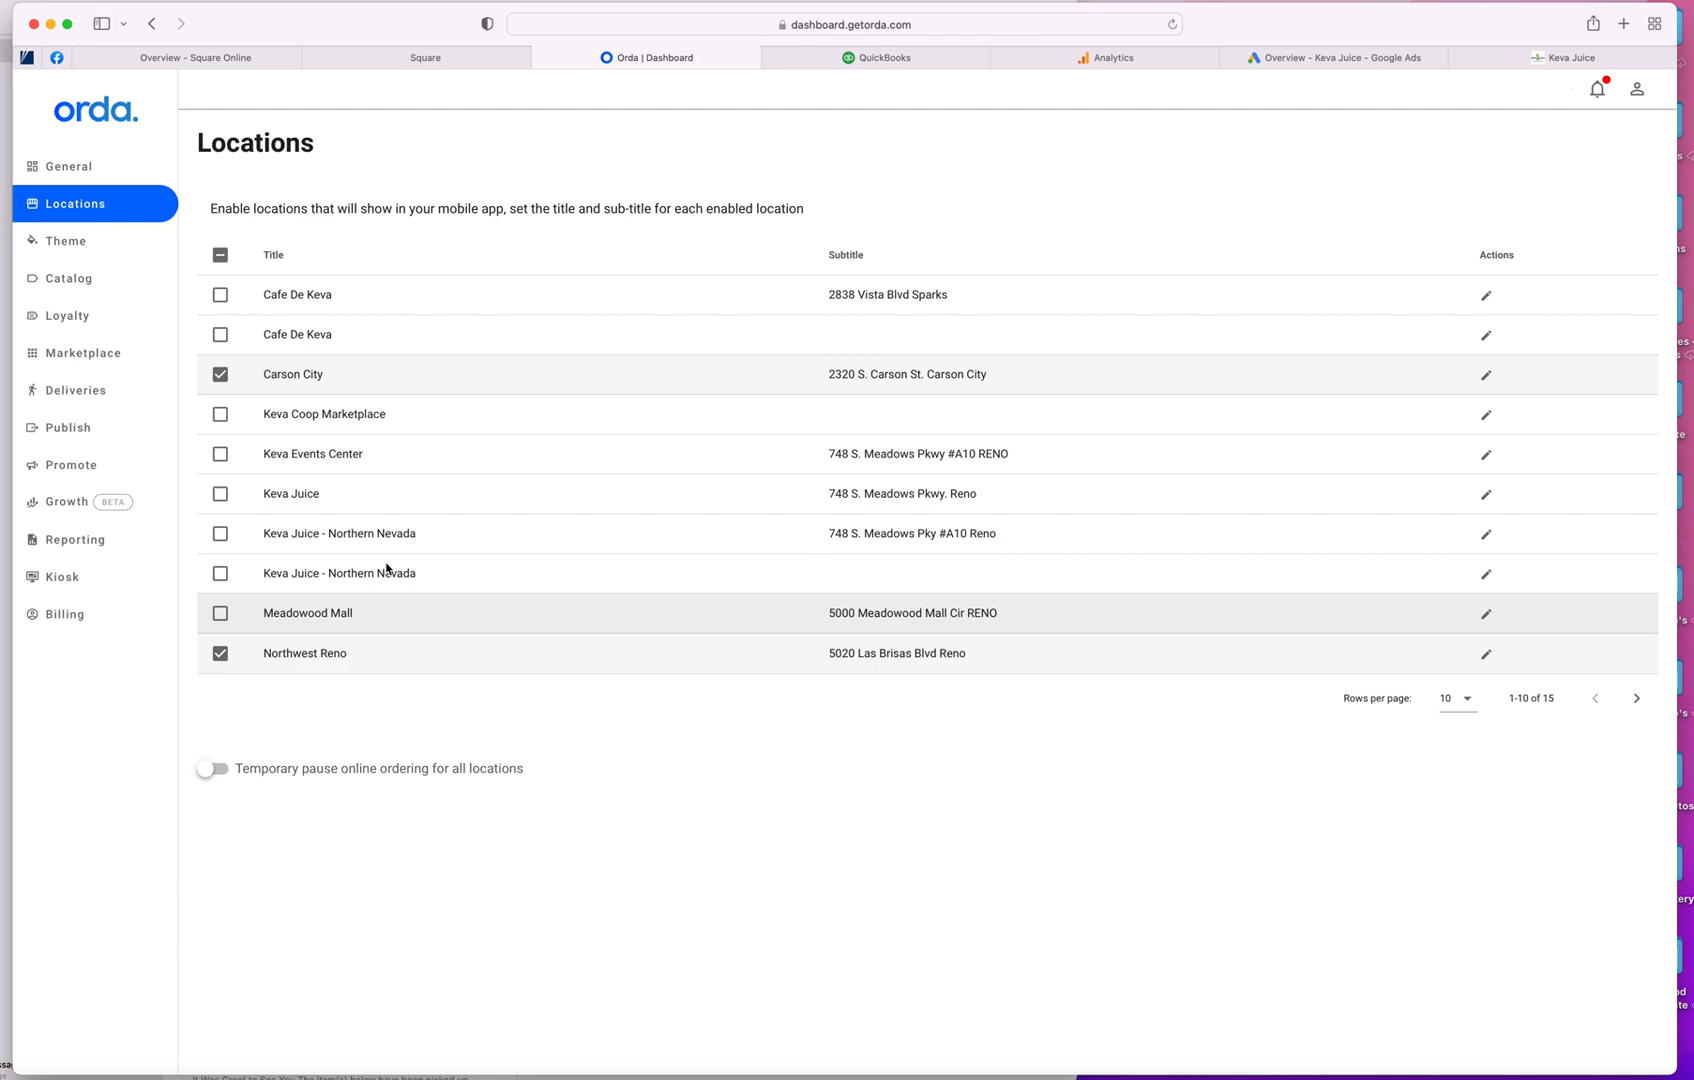 dashboard.getorda.com
Overview - Square Online
Square
Orda | Dashboard
QuickBooks
Analytics
Overview - Keva Juice - Google Ads
Keva Juice
orda.
General
Locations
Theme
Catalog
Loyalty
Marketplace
Deliveries
Publish
Promote
Growth BETA
Reporting
Kiosk
Billing
Locations
Enable locations that will show in your mobile app, set the title and sub-title for each enabled location
Title Subtitle Actions
Cafe De Keva 2838 Vista Blvd Sparks
Cafe De Keva
Carson City 2320 S. Carson St. Carson City
Keva Coop Marketplace
Keva Events Center 748 S. Meadows Pkwy #A10 RENO
Keva Juice 748 S. Meadows Pkwy. Reno
Keva Juice - Northern Nevada 748 S. Meadows Pky #A10 Reno
Keva Juice - Northern Nevada
Meadowood Mall 5000 Meadowood Mall Cir RENO
Northwest Reno 5020 Las Brisas Blvd Reno
Rows per page: 10 1-10 of 15
Temporary pause online ordering for all locations